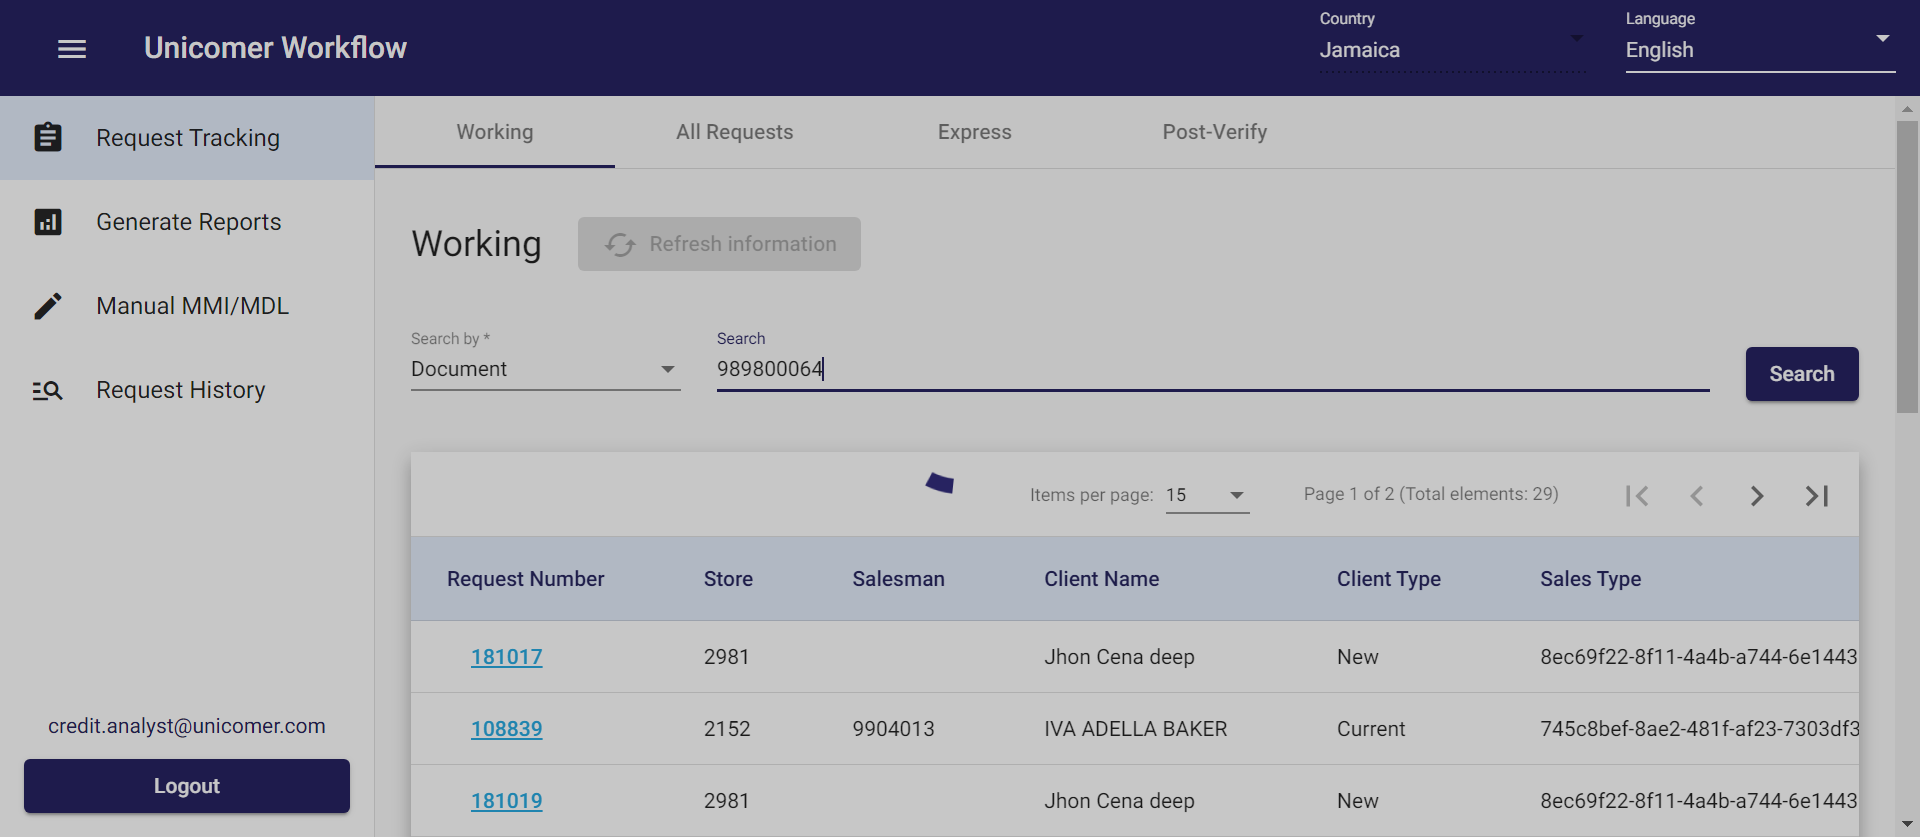 Unicomer Workflow
Country
Jamaica
Language
English
Request Tracking
Generate Reports
Manual MMI/MDL
Request History
credit.analyst@unicomer.com
Logout
Working All Requests Express Post-Verify
Working Refresh information
Search by *
Document
Search
989800064
Search
Items per page: 15 Page 1 of 2 (Total elements: 29)
Request Number Store Salesman Client Name Client Type Sales Type
181017 2981 Jhon Cena deep New 8ec69f22-8f11-4a4b-a744-6e1443
108839 2152 9904013 IVA ADELLA BAKER Current 745c8bef-8ae2-481f-af23-7303df3
181019 2981 Jhon Cena deep New 8ec69f22-8f11-4a4b-a744-6e1443